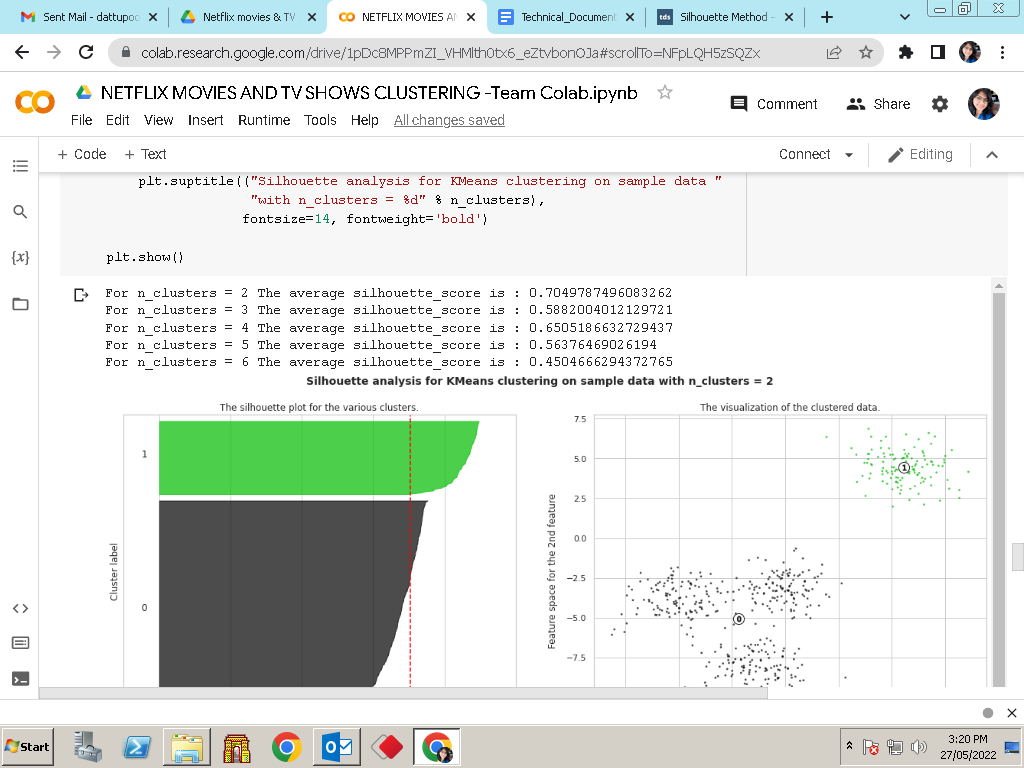 Sent Mail - dattupoo
Netflix movies & TV
NETFLIX MOVIES AN
Technical_Document
tds
Silhouette Method -
colab.research.google.com/drive/1pDc8MPPmZI_VHMlth0tx6_eZtvbonOJa#scrollTo=NFpLQH5zSQZx
CO
NETFLIX MOVIES AND TV SHOWS CLUSTERING -Team Colab.ipynb
Comment
Share
File Edit View Insert Runtime Tools Help All changes saved
+ Code + Text
Connect
Editing
plt.suptitle(("Silhouette analysis for KMeans clustering on sample data "
"with n_clusters = %d" % n_clusters),
fontsize=14, fontweight='bold')
{x}
plt.show()
For n_clusters = 2 The average silhouette_score is : 0.7049787496083262
For n_clusters = 3 The average silhouette_score is : 0.5882004012129721
For n_clusters = 4 The average silhouette_score is : 0.6505186632729437
For n_clusters = 5 The average silhouette_score is : 0.56376469026194
For n_clusters = 6 The average silhouette_score is : 0.4504666294372765
Silhouette analysis for KMeans clustering on sample data with n_clusters = 2
The silhouette plot for the various clusters.
1
0
Cluster label
The visualization of the clustered data.
7.5
5.0
2.5
0.0
−2.5
−5.0
−7.5
Feature space for the 2nd feature
1
0
Start
3:20 PM
27/05/2022